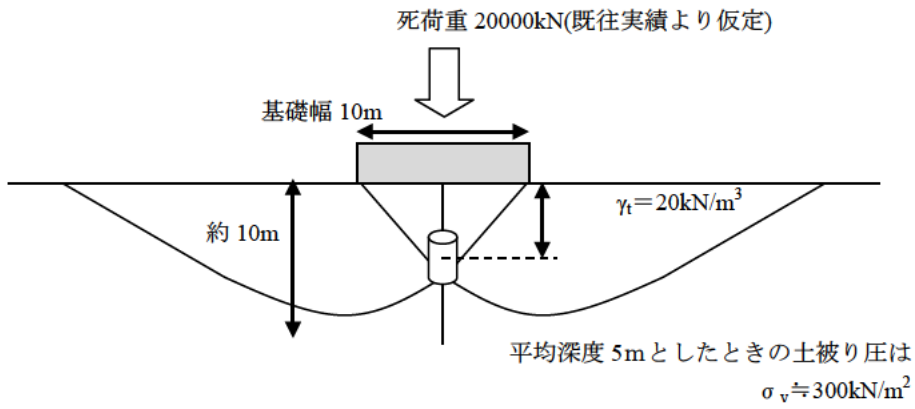 死荷重 20000kN(既往実績より仮定)
基礎幅 10m
γt＝20kN/m3
約 10m
平均深度 5mとしたときの土被り圧は
σv≒300kN/m2